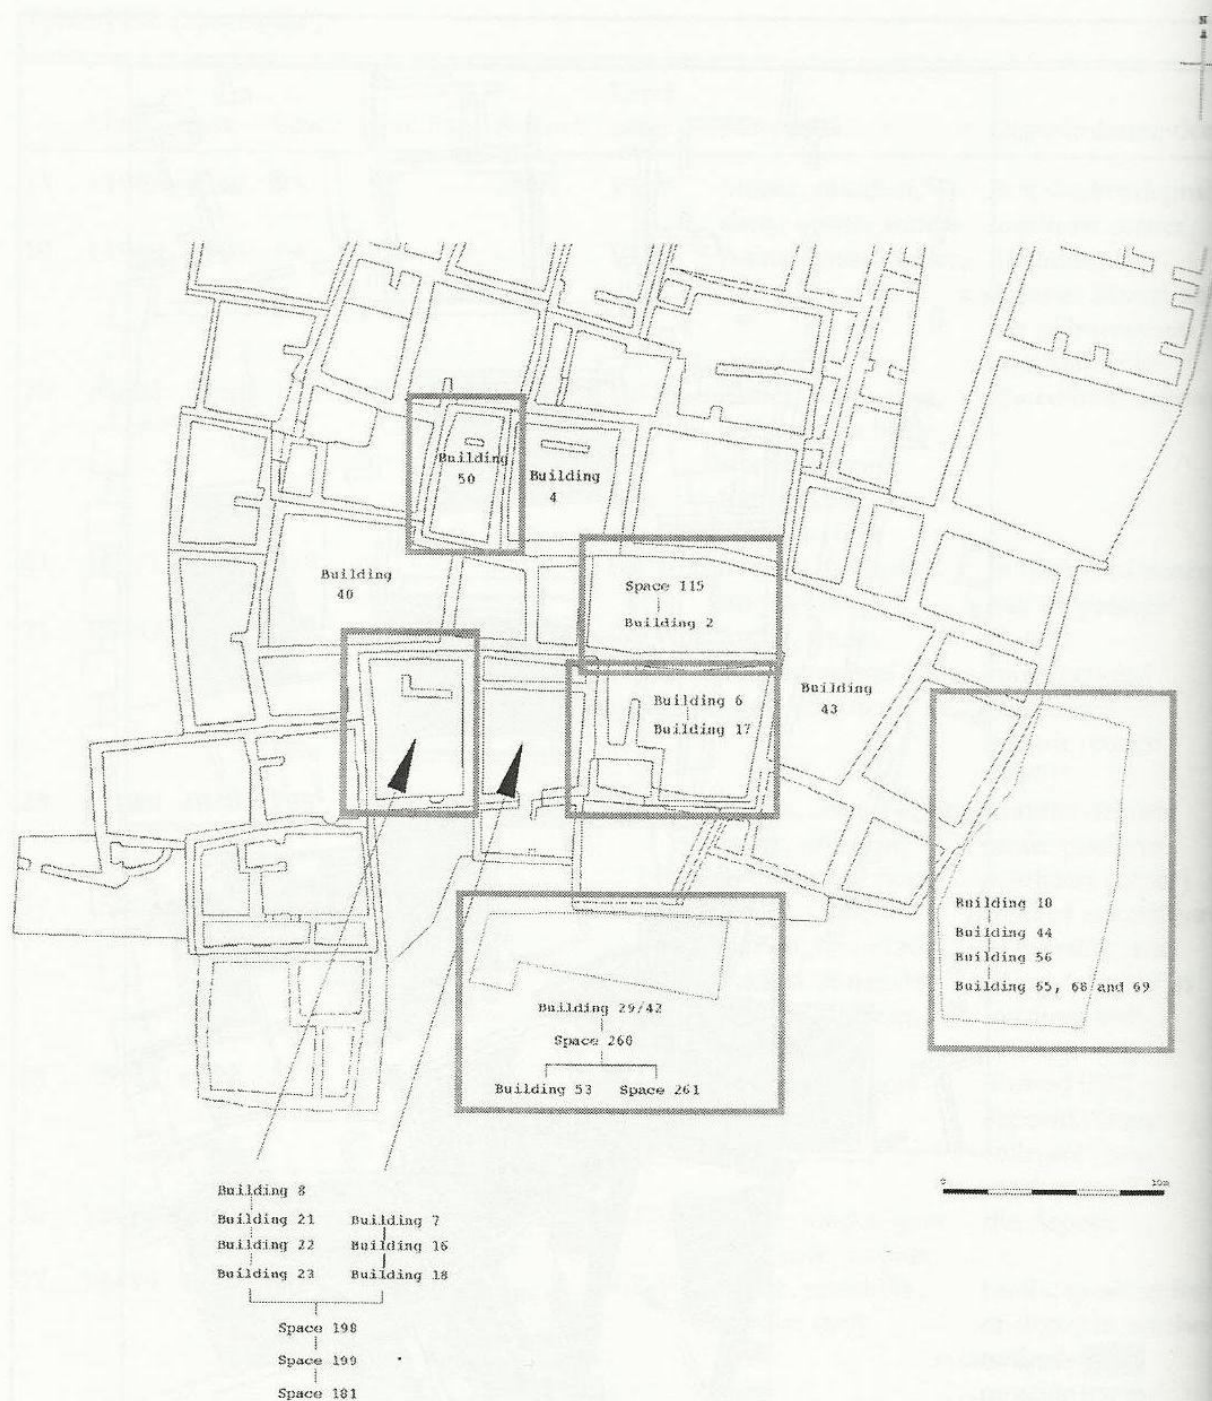 N
Building
50
Building
4
Building
40
Space 115
Building 2
Building 6
Building 17
Building
43
Building 10
Building 44
Building 56
Building 65, 68 and 69
Building 29/42
Space 260
Building 53 Space 261
0 10m
Building 8
Building 21 Building 7
Building 22 Building 16
Building 23 Building 18
Space 198
Space 199
Space 181